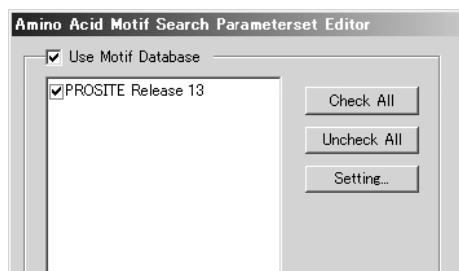 Amino Acid Motif Search Parameterset Editor
Use Motif Database
PROSITE Release 13
Check All
Uncheck All
Setting...